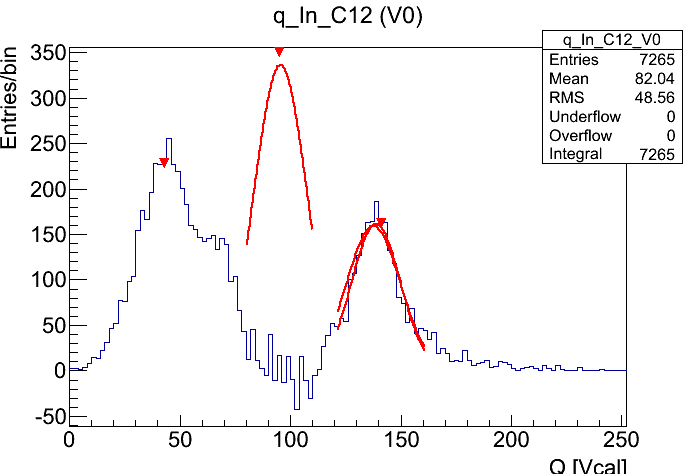 q_In_C12 (V0)
q_In_C12_V0
Entries 7265
Mean 82.04
RMS 48.56
Underflow 0
Overflow 0
Integral 7265
Entries/bin
350
300
250
200
150
100
50
0
-50
0 50 100 150 200 250
Q [Vcal]